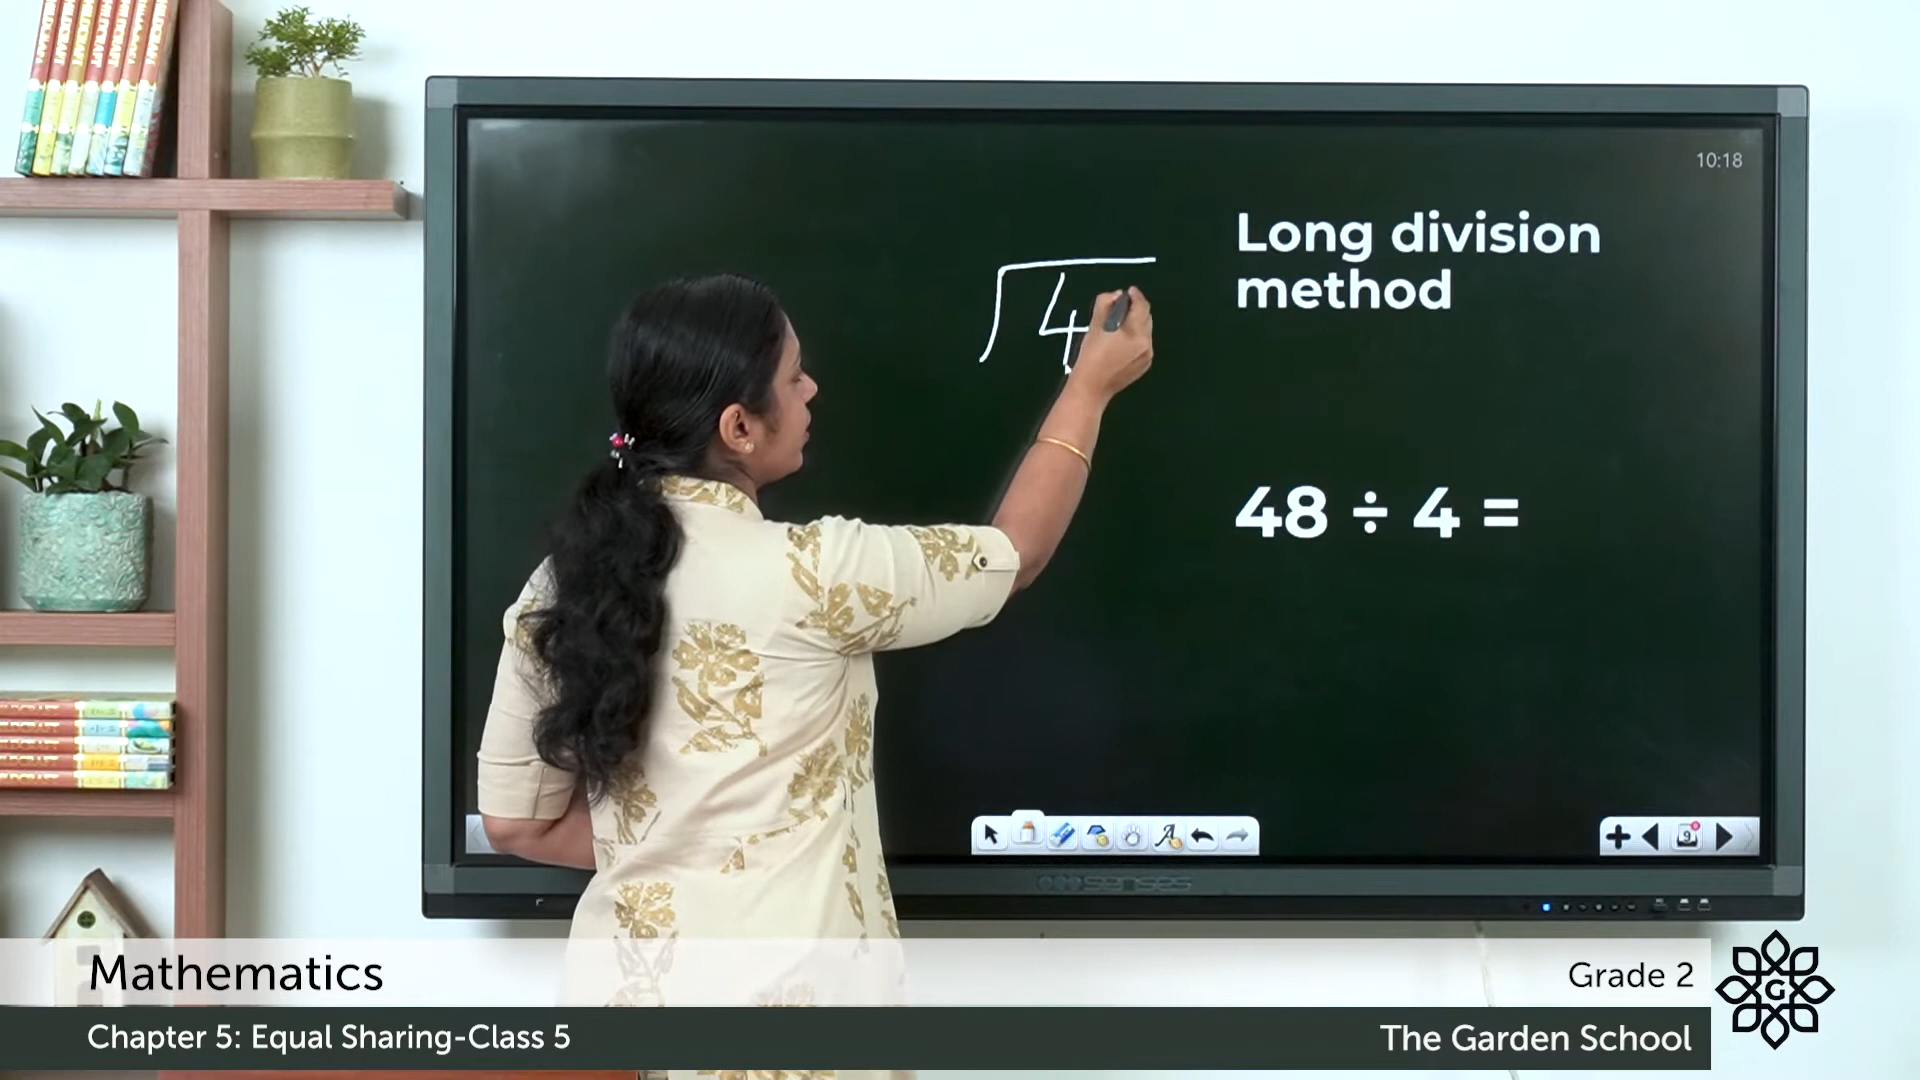 10:18
Long division
method
4
48 ÷ 4 =
Mathematics
Grade 2
Chapter 5: Equal Sharing-Class 5
The Garden School
G